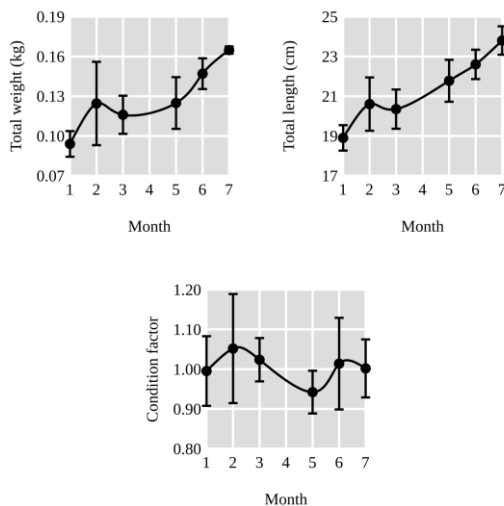 Total weight (kg)
0.19
0.16
0.13
0.10
0.07
1 2 3 4 5 6 7
Month
Total length (cm)
25
23
21
19
17
1 2 3 4 5 6 7
Month
Condition factor
1.20
1.10
1.00
0.90
0.80
1 2 3 4 5 6 7
Month